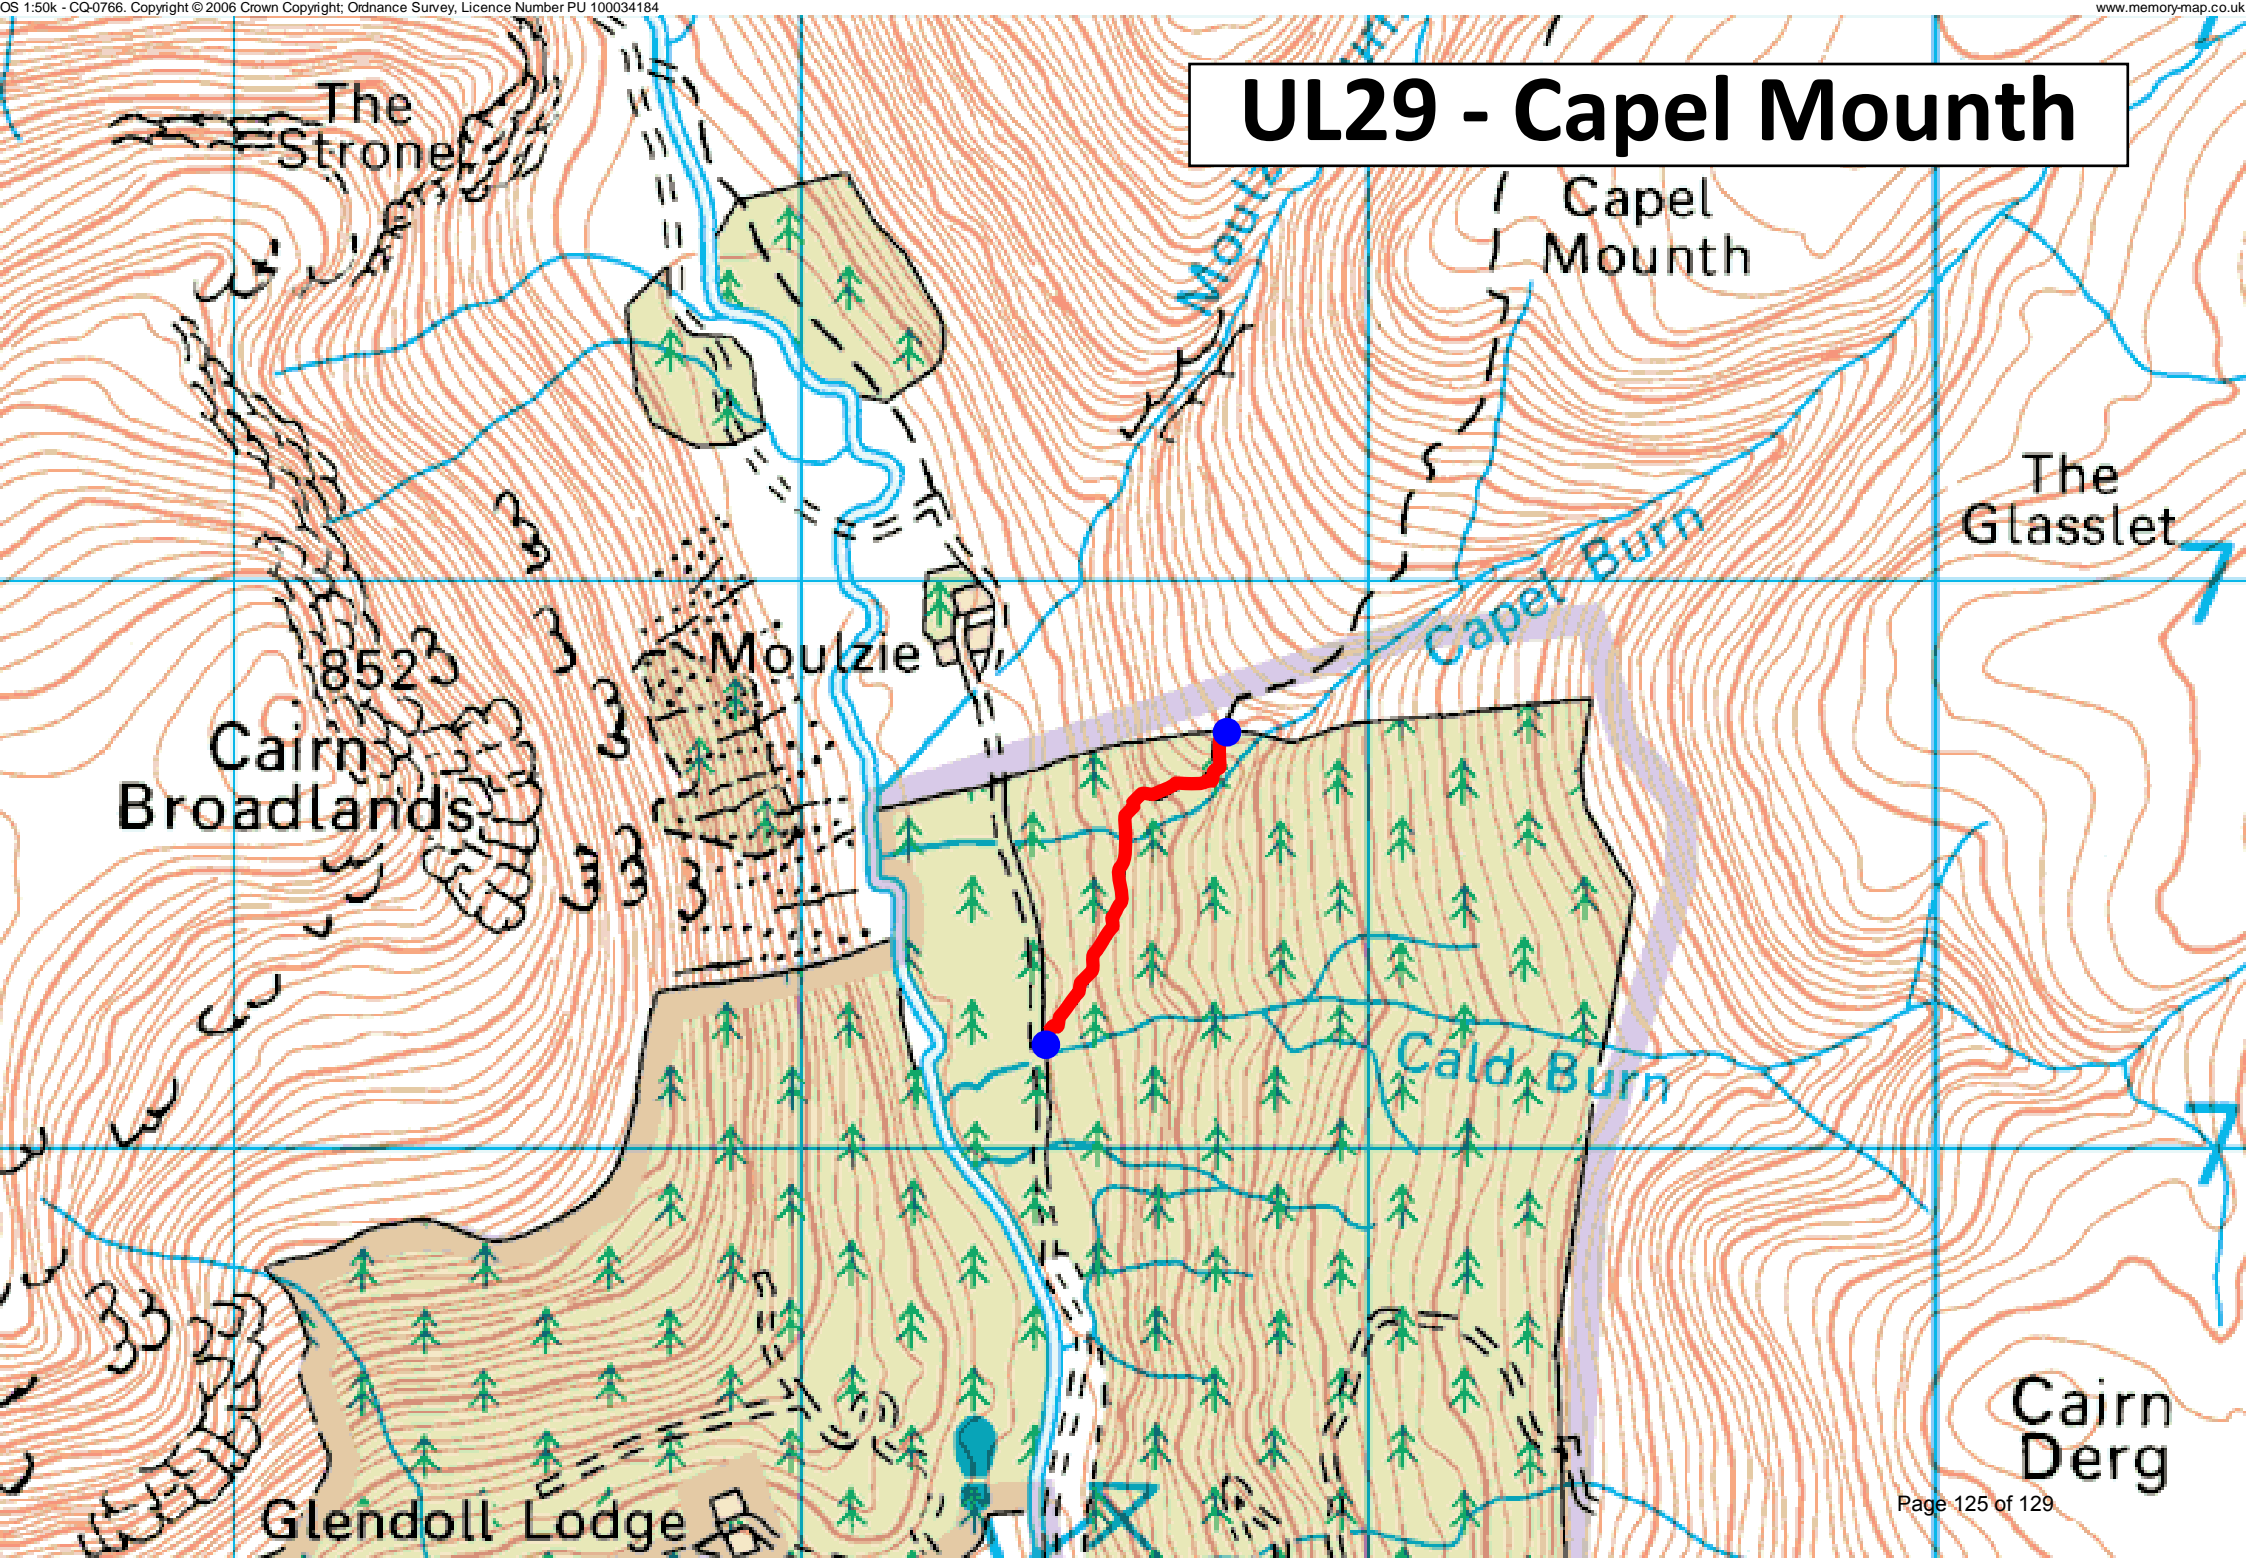 OS 1:50k - CQ-0766. Copyright © 2006 Crown Copyright; Ordnance Survey, Licence Number PU 100034184
www.memory-map.co.uk
UL29 - Capel Mounth
The
Strone
Capel
Mounth
The
Glasslet
7
Capel Burn
Moulzie
852
Cairn
Broadlands
Cald Burn
7
Cairn
Derg
Page 125 of 129
Glendoll Lodge